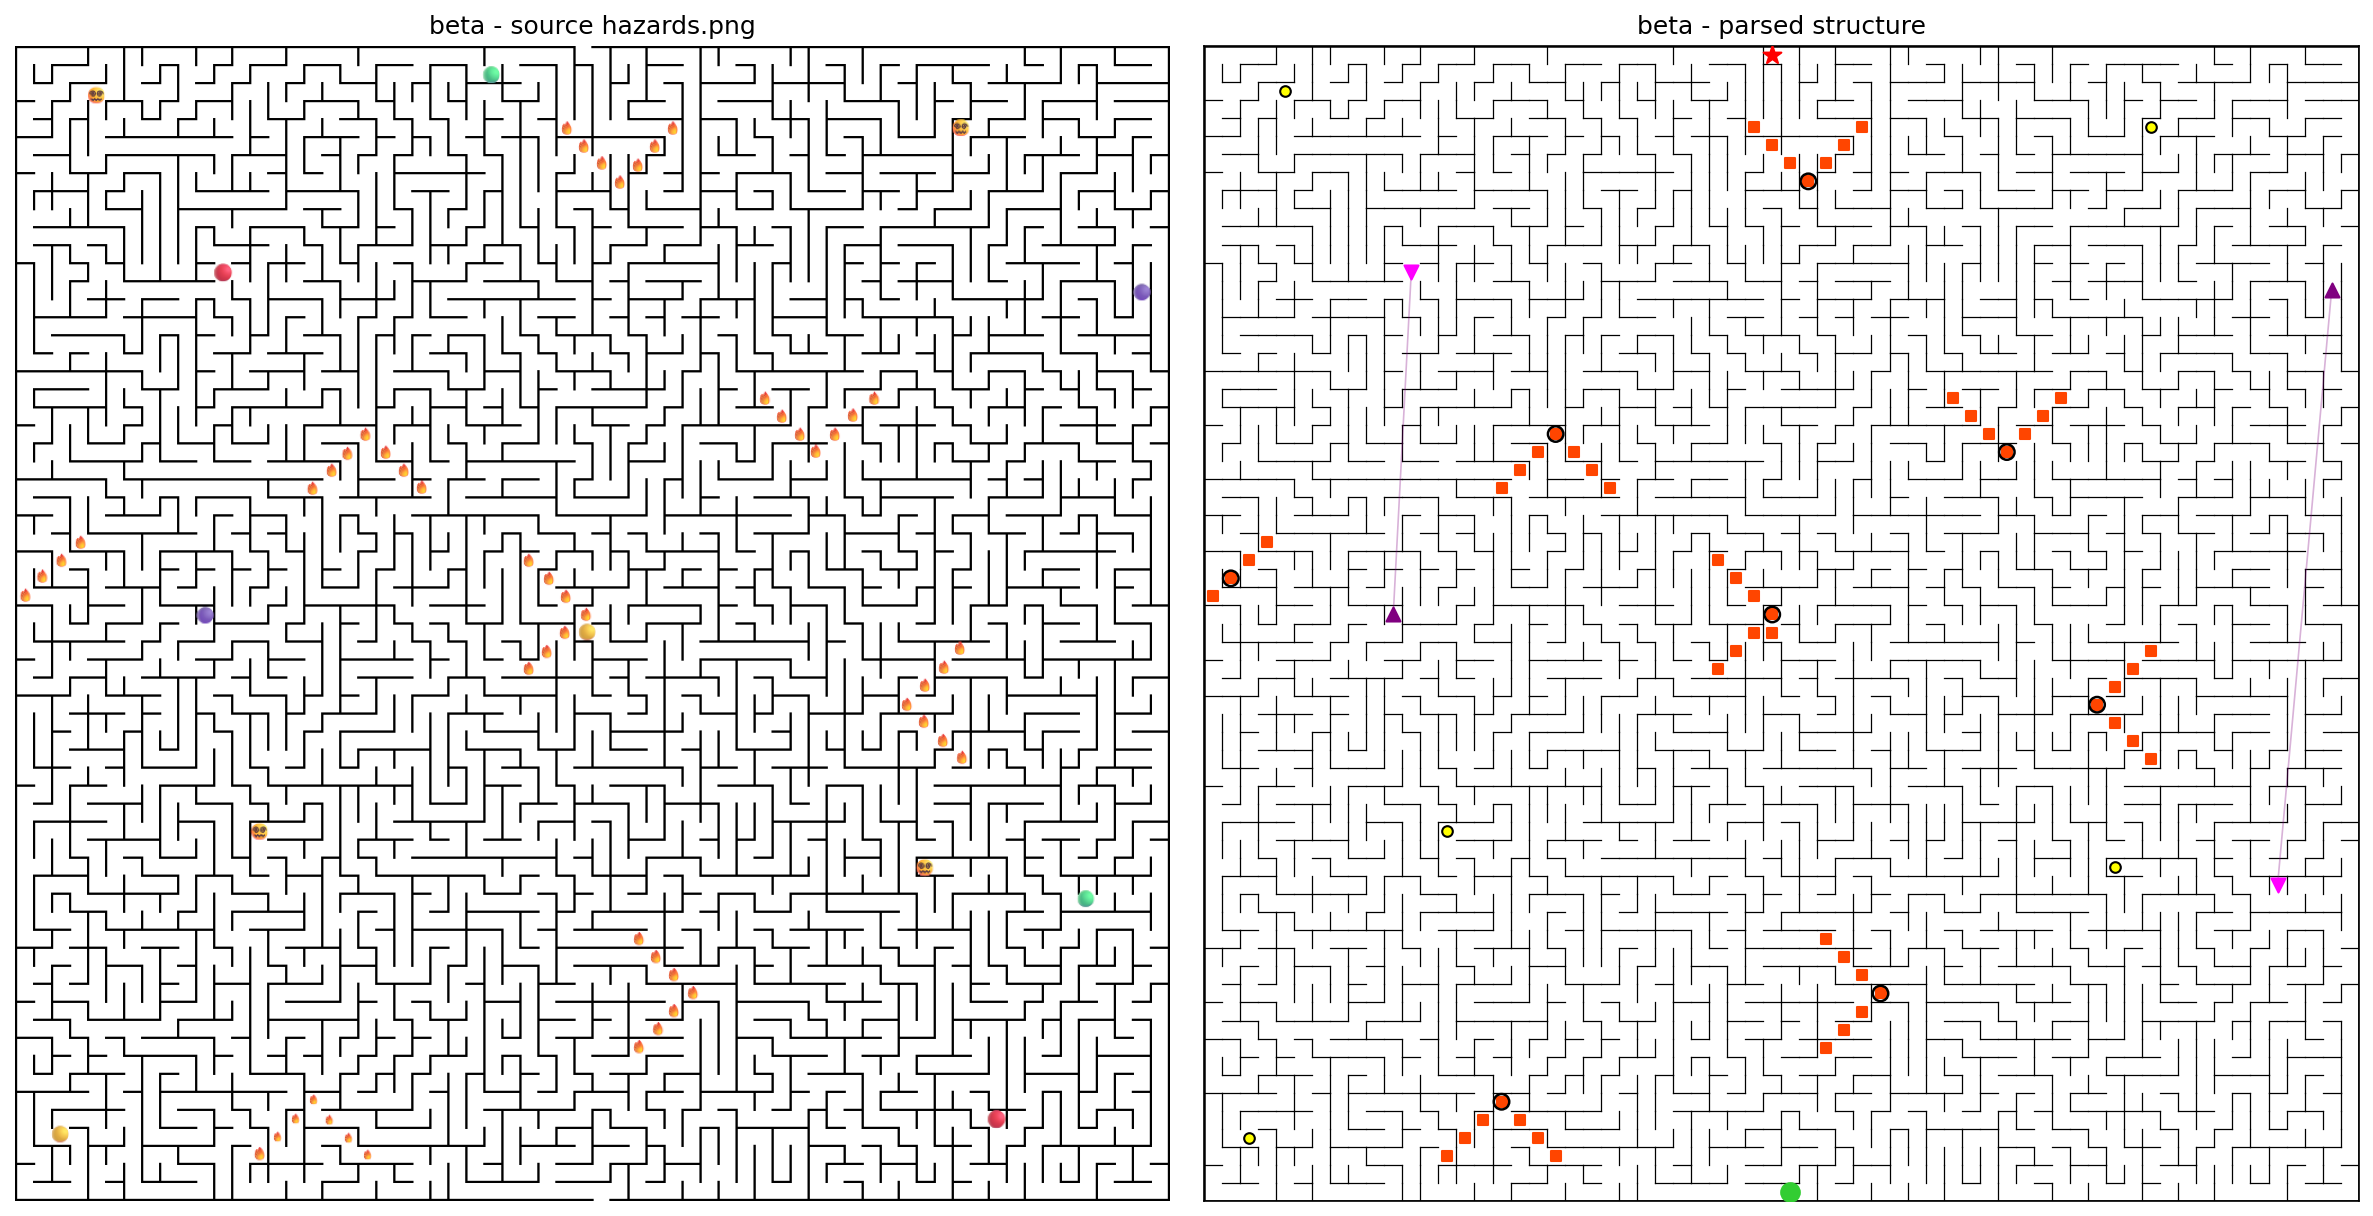 beta - source hazards.png
beta - parsed structure